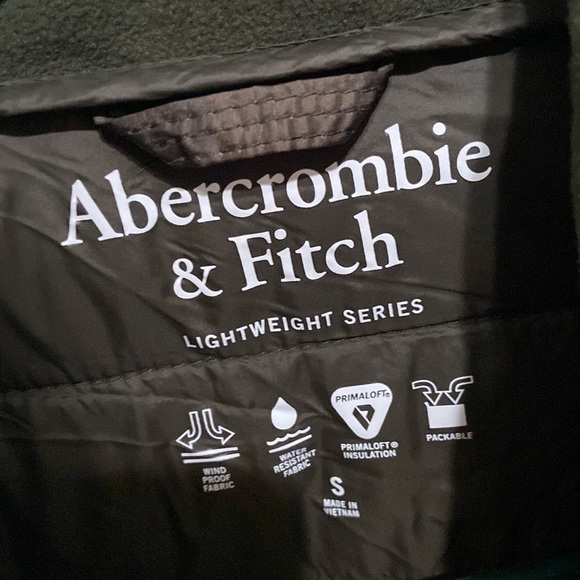 Abercrombie
& Fitch
LIGHTWEIGHT SERIES
WIND
PROOF
FABRIC
WATER
RESISTANT
FABRIC
PRIMALOFT®
PRIMALOFT®
INSULATION
PACKABLE
S
MADE IN
VIETNAM